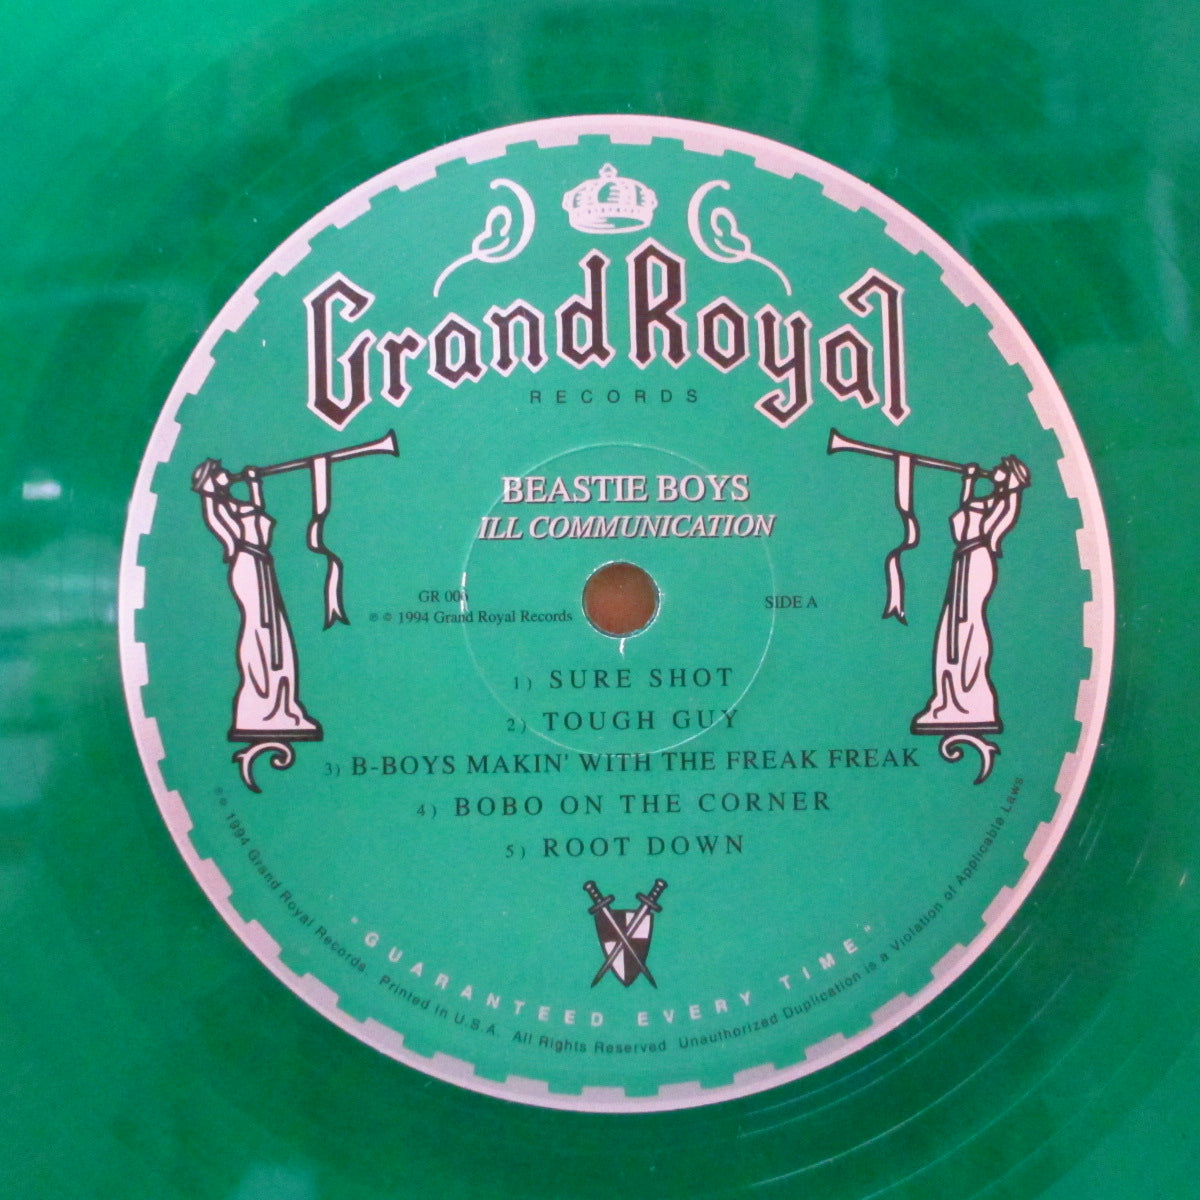 Grand Royal
RECORDS
BEASTIE BOYS
ILL COMMUNICATION
GR 006
℗ © 1994 Grand Royal Records
SIDE A
1) SURE SHOT
2) TOUGH GUY
3) B-BOYS MAKIN' WITH THE FREAK FREAK
4) BOBO ON THE CORNER
5) ROOT DOWN
"GUARANTEED EVERY TIME"
℗ © 1994 Grand Royal Records. Printed in U.S.A. All Rights Reserved Unauthorized Duplication is a Violation of Applicable Laws